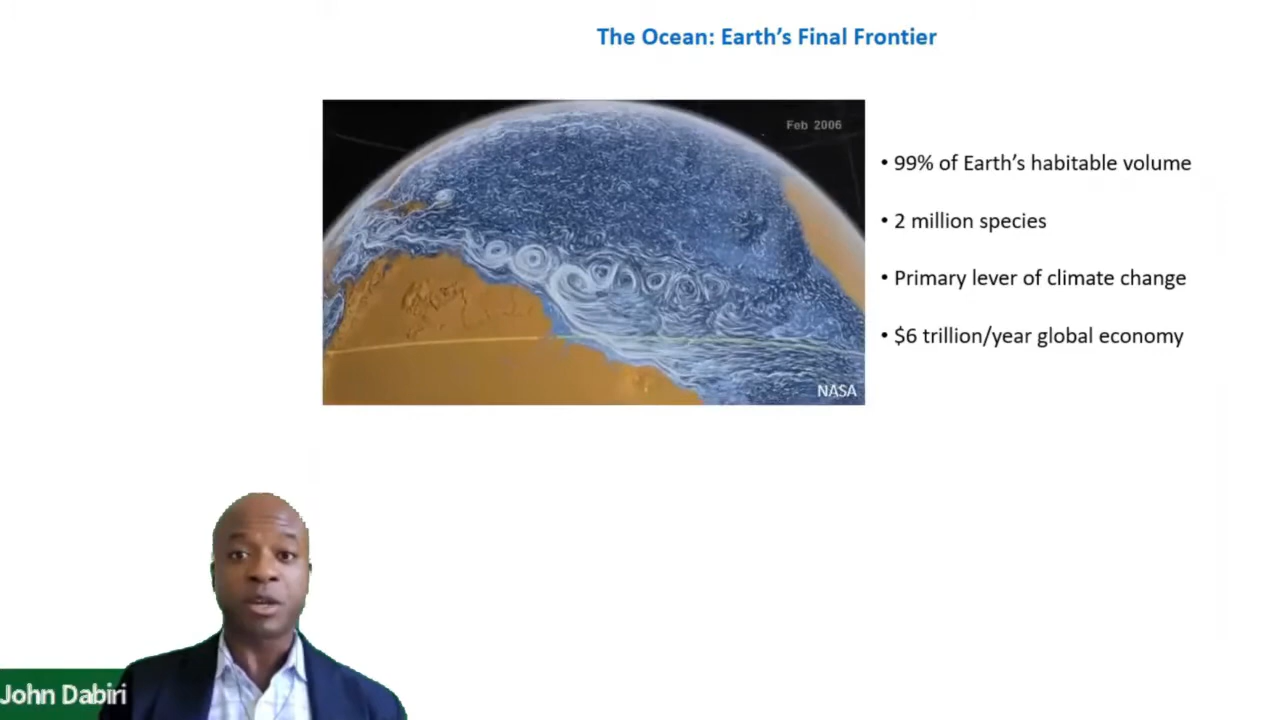 The Ocean: Earth's Final Frontier
Feb 2006
• 99% of Earth's habitable volume
• 2 million species
• Primary lever of climate change
• $6 trillion/year global economy
NASA
John Dabiri